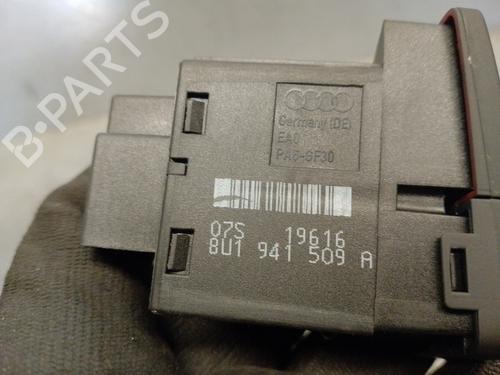 B-PARTS
Germany (DE)
EA0
PA6-GF30
07S 19616
8U1 941 509 A